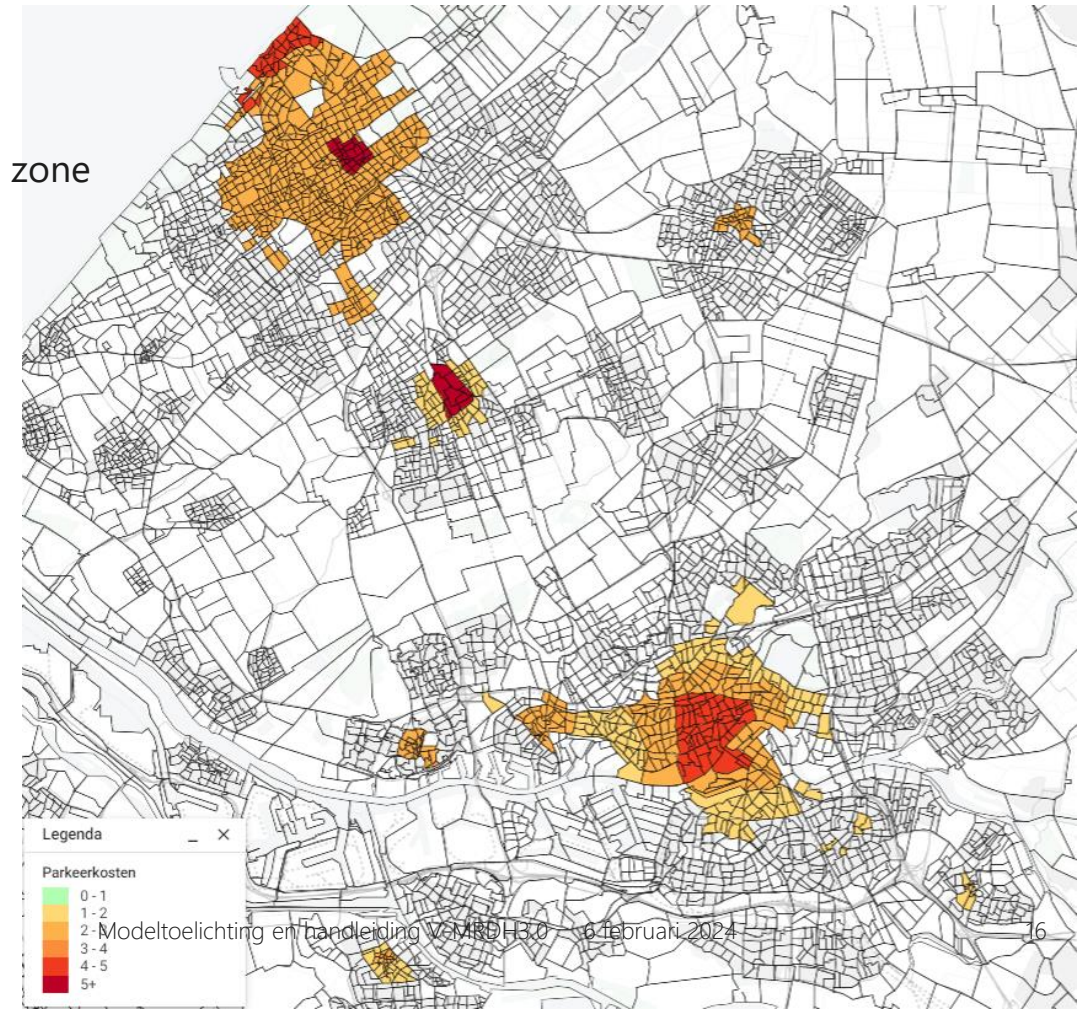 zone
Legenda _ ×
Parkeerkosten
0 - 1
1 - 2
2 - 
Modeltoelichting en handleiding V-MRDH3.0 6 februari 2024 16
3 - 4
4 - 5
5+